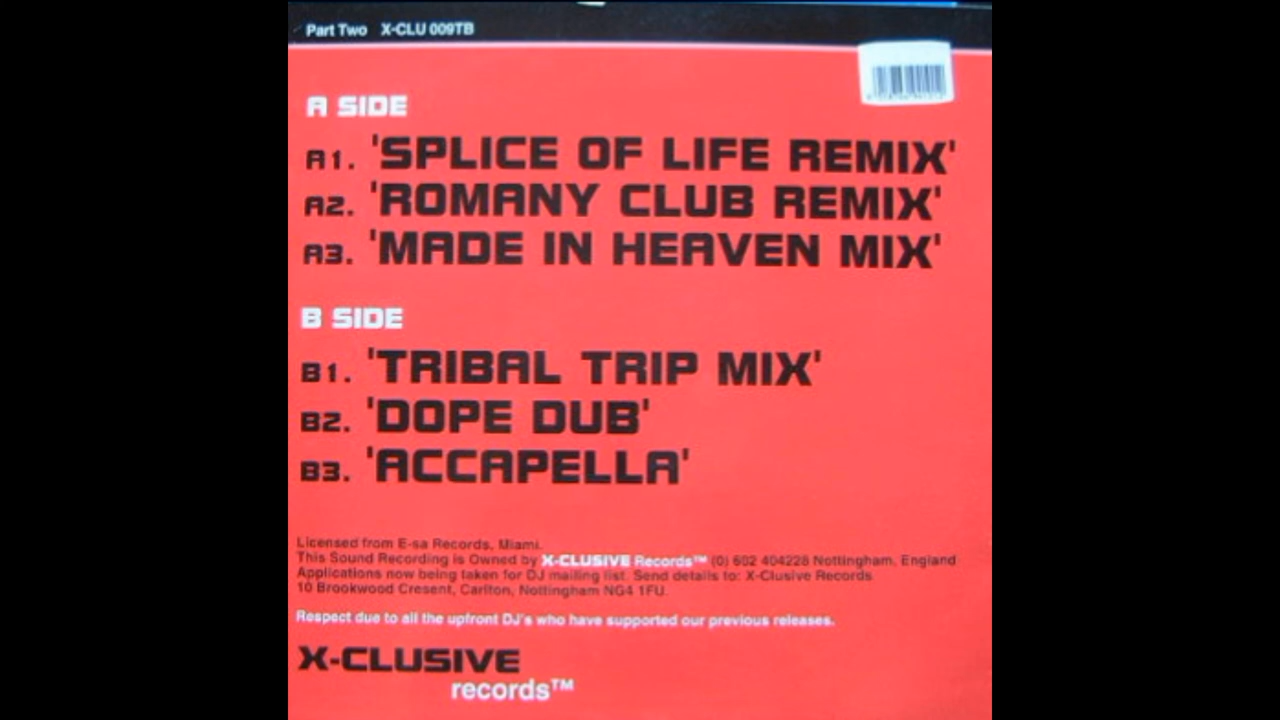 Part Two X-CLU 009TB
A SIDE
A1. 'SPLICE OF LIFE REMIX'
A2. 'ROMANY CLUB REMIX'
A3. 'MADE IN HEAVEN MIX'
B SIDE
B1. 'TRIBAL TRIP MIX'
B2. 'DOPE DUB'
B3. 'ACCAPELLA'
Licensed from E-sa Records, Miami.
This Sound Recording is Owned by X-CLUSIVE Records™ (0) 602 404228 Nottingham, England
Applications now being taken for DJ mailing list. Send details to: X-Clusive Records
10 Brookwood Cresent, Carlton, Nottingham NG4 1FU.
Respect due to all the upfront DJ's who have supported our previous releases.
X-CLUSIVE
records™